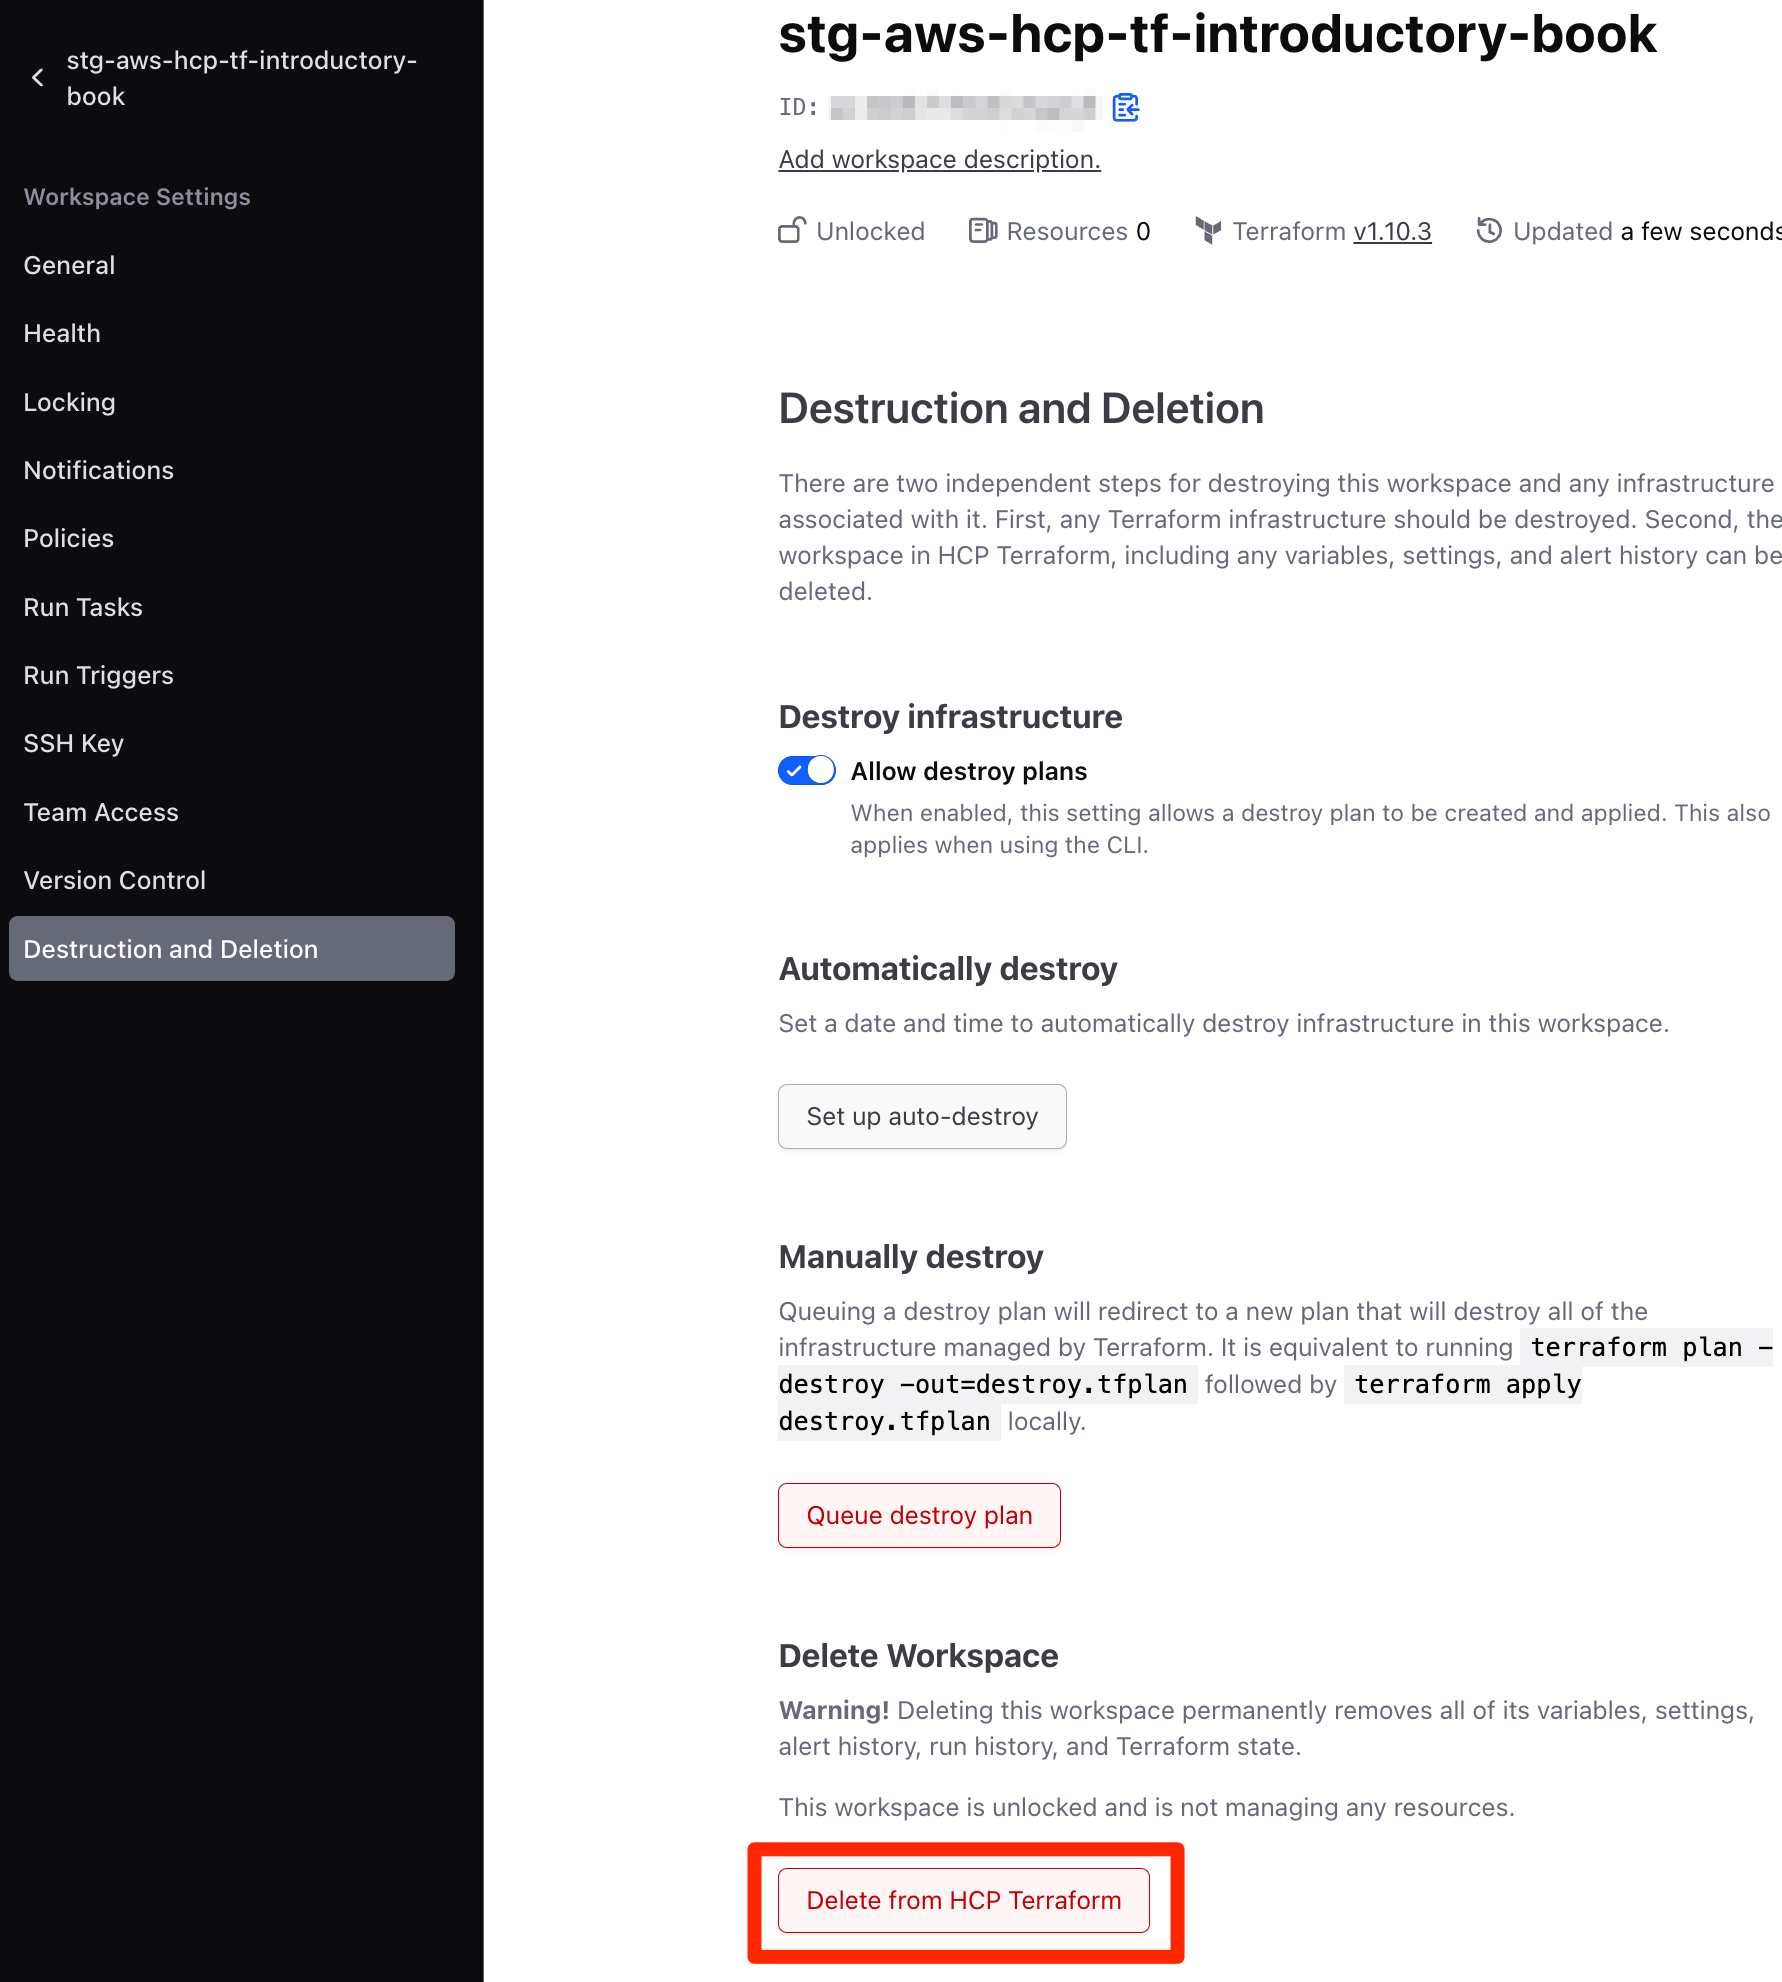 stg-aws-hcp-tf-introductory-
book
Workspace Settings
General
Health
Locking
Notifications
Policies
Run Tasks
Run Triggers
SSH Key
Team Access
Version Control
Destruction and Deletion
stg-aws-hcp-tf-introductory-book
ID:
Add workspace description.
Unlocked
Resources 0
Terraform v1.10.3
Updated a few seconds
Destruction and Deletion
There are two independent steps for destroying this workspace and any infrastructure
associated with it. First, any Terraform infrastructure should be destroyed. Second, the
workspace in HCP Terraform, including any variables, settings, and alert history can be
deleted.
Destroy infrastructure
Allow destroy plans
When enabled, this setting allows a destroy plan to be created and applied. This also
applies when using the CLI.
Automatically destroy
Set a date and time to automatically destroy infrastructure in this workspace.
Set up auto-destroy
Manually destroy
Queuing a destroy plan will redirect to a new plan that will destroy all of the
infrastructure managed by Terraform. It is equivalent to running terraform plan -
destroy -out=destroy.tfplan followed by terraform apply
destroy.tfplan locally.
Queue destroy plan
Delete Workspace
Warning! Deleting this workspace permanently removes all of its variables, settings,
alert history, run history, and Terraform state.
This workspace is unlocked and is not managing any resources.
Delete from HCP Terraform